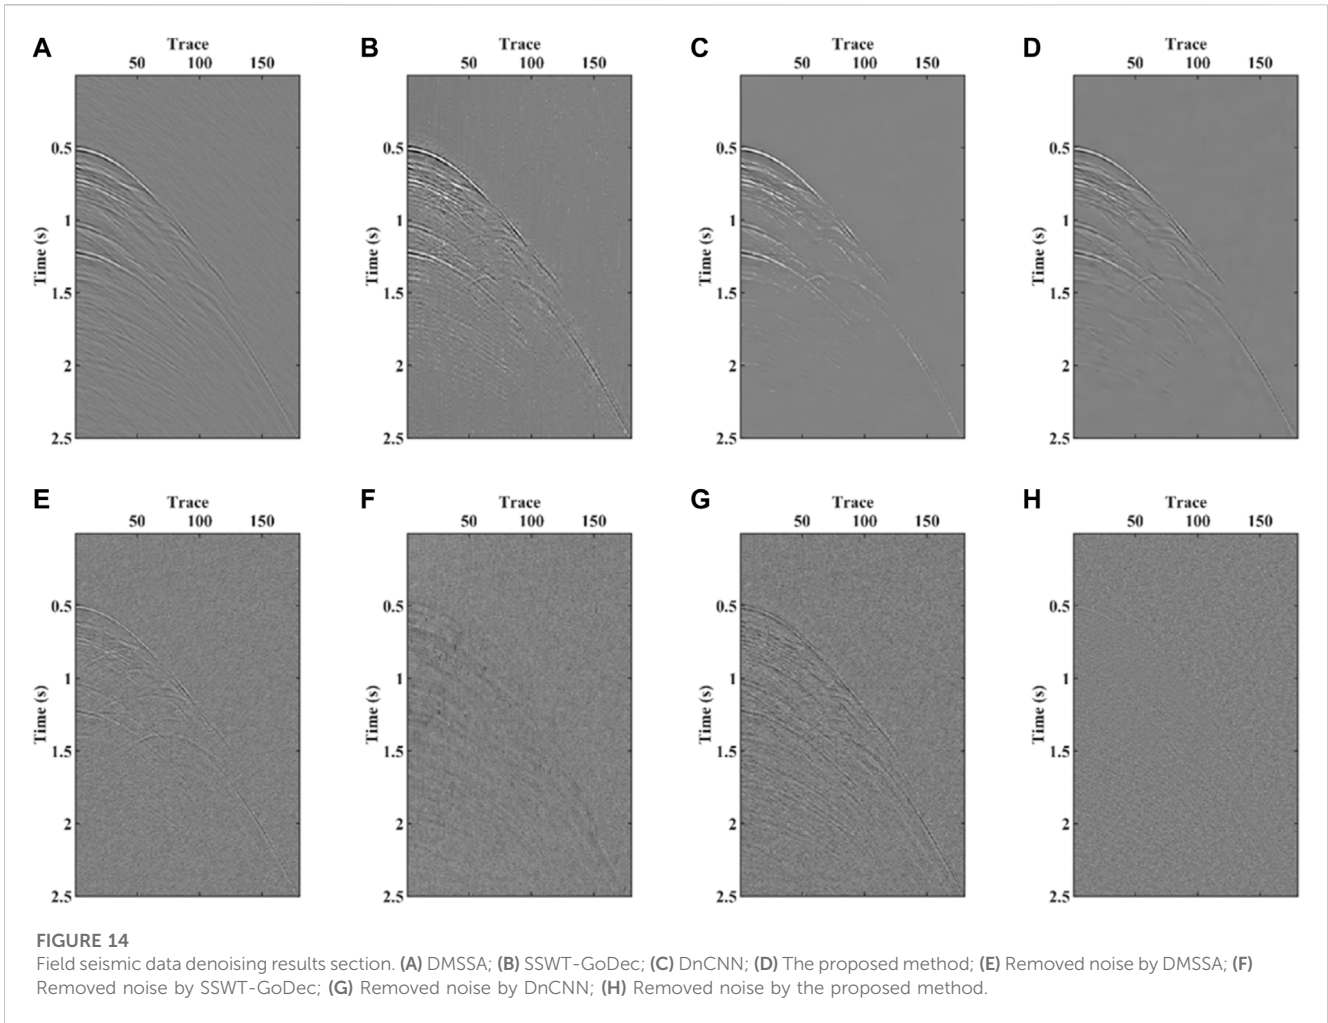 A
Trace
50 100 150
0.5
1
1.5
2
2.5
Time (s)
B
Trace
50 100 150
0.5
1
1.5
2
2.5
Time (s)
C
Trace
50 100 150
0.5
1
1.5
2
2.5
Time (s)
D
Trace
50 100 150
0.5
1
1.5
2
2.5
Time (s)
E
Trace
50 100 150
0.5
1
1.5
2
2.5
Time (s)
F
Trace
50 100 150
0.5
1
1.5
2
2.5
Time (s)
G
Trace
50 100 150
0.5
1
1.5
2
2.5
Time (s)
H
Trace
50 100 150
0.5
1
1.5
2
2.5
Time (s)
FIGURE 14
Field seismic data denoising results section. (A) DMSSA; (B) SSWT-GoDec; (C) DnCNN; (D) The proposed method; (E) Removed noise by DMSSA; (F)
Removed noise by SSWT-GoDec; (G) Removed noise by DnCNN; (H) Removed noise by the proposed method.